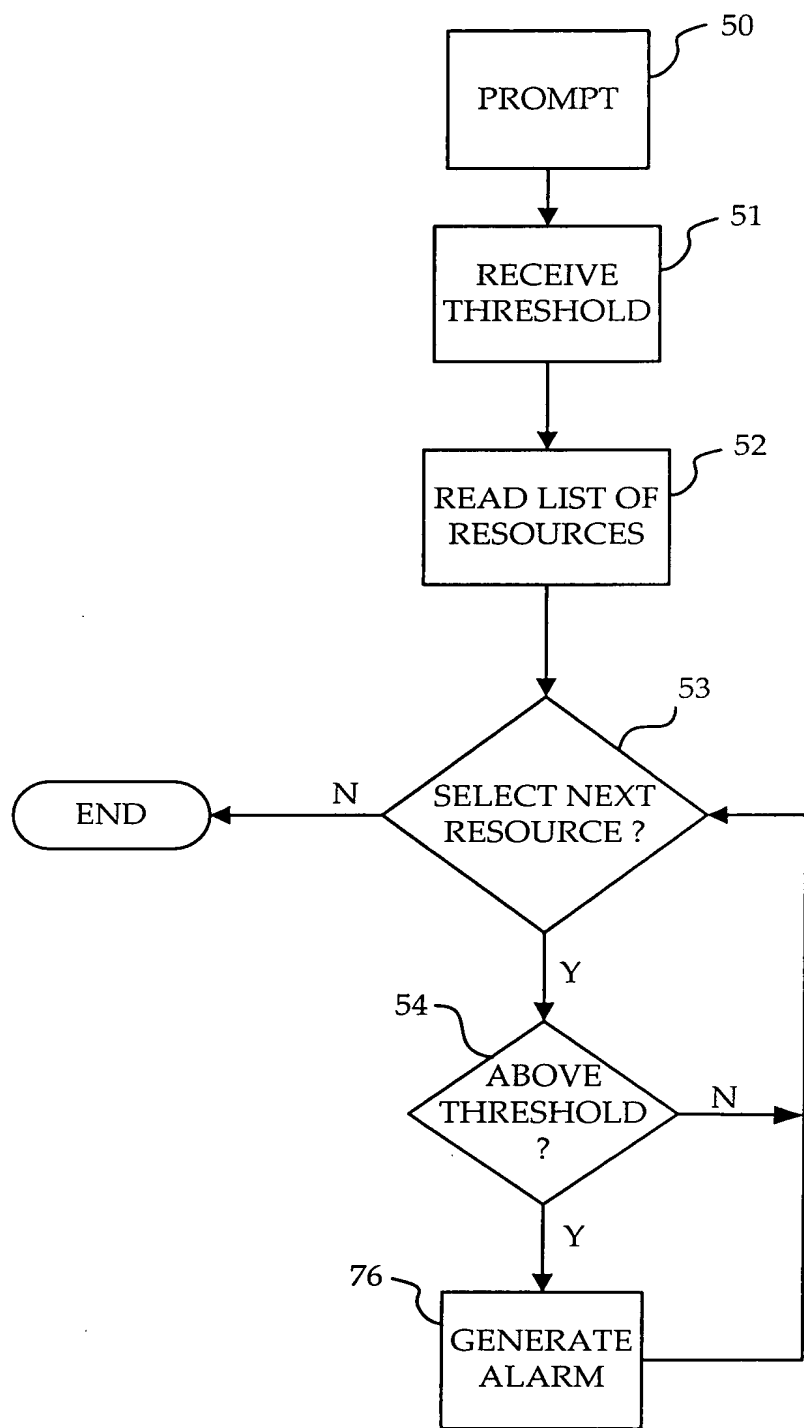 50
PROMPT
51
RECEIVE
THRESHOLD
52
READ LIST OF
RESOURCES
53
SELECT NEXT
RESOURCE ?
N
END
Y
54
ABOVE
THRESHOLD
?
N
Y
76
GENERATE
ALARM